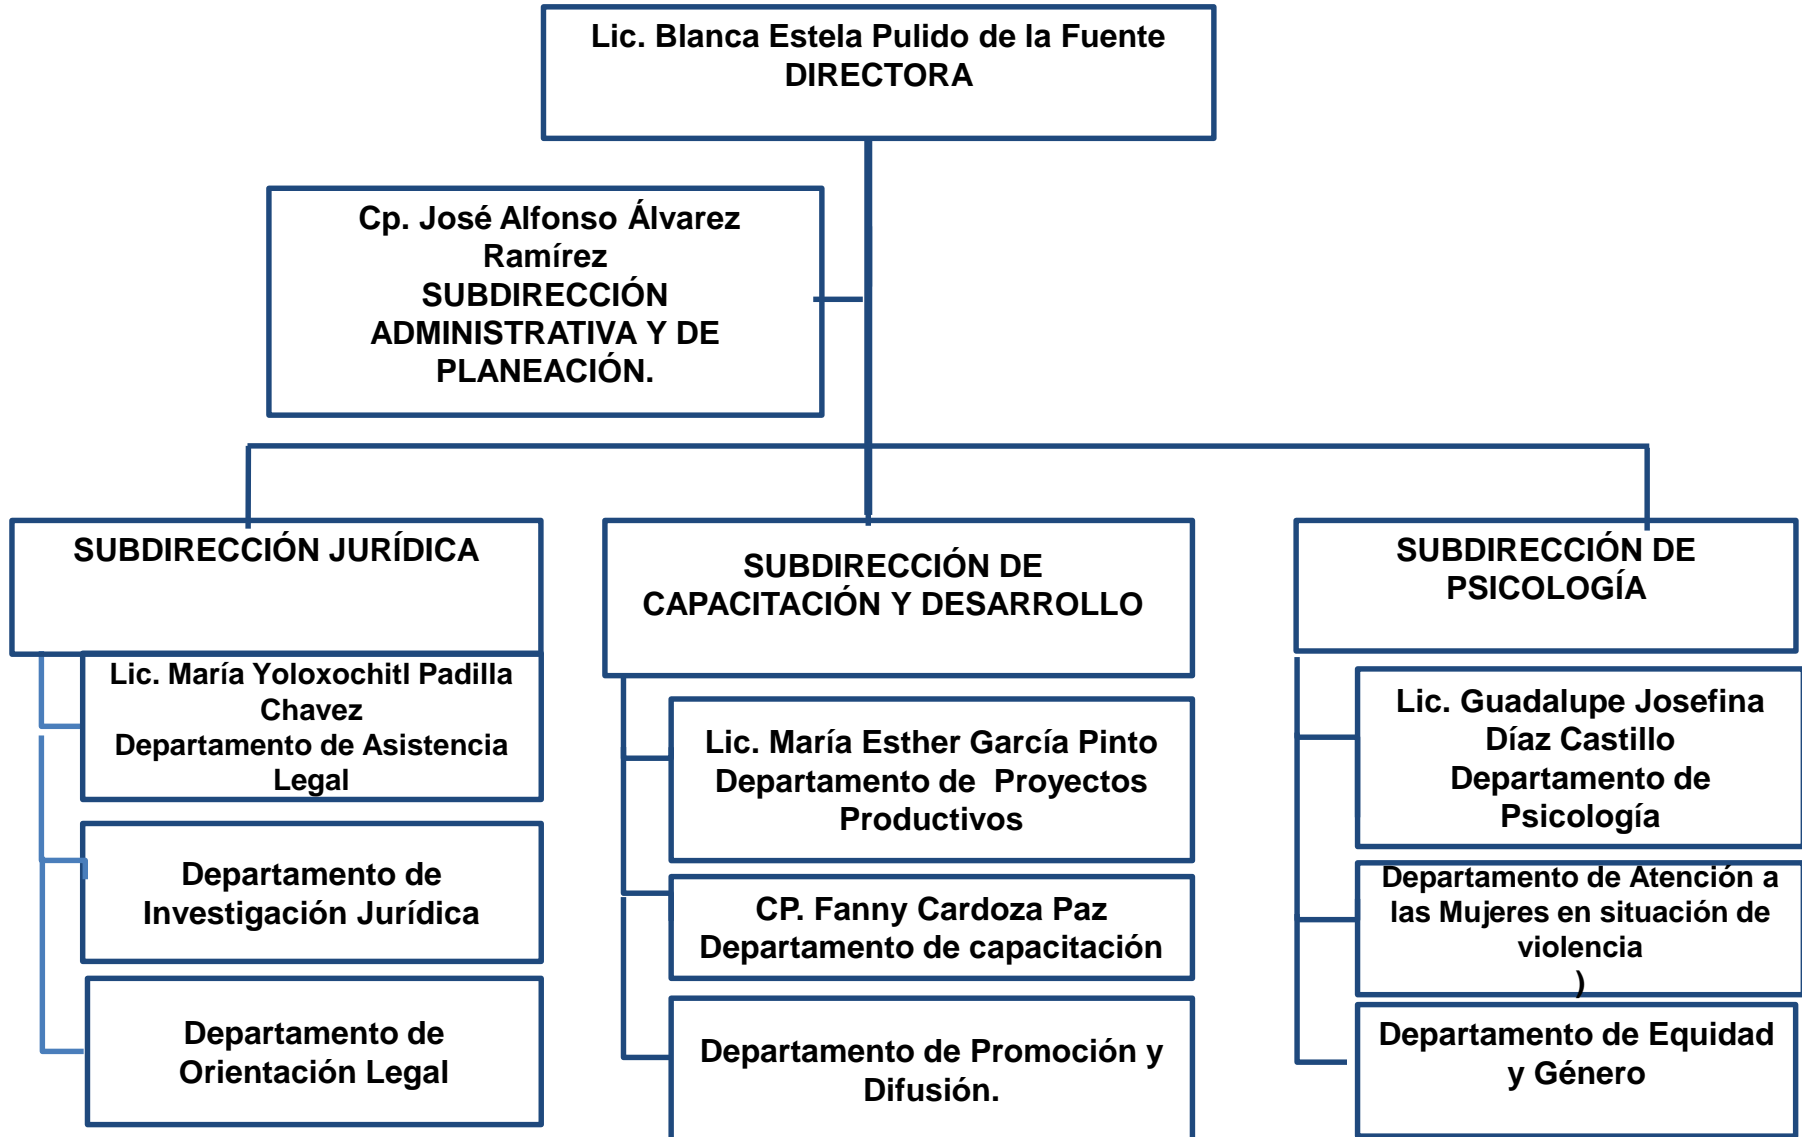 Lic. Blanca Estela Pulido de la Fuente
DIRECTORA
Cp. José Alfonso Álvarez
Ramírez
SUBDIRECCIÓN
ADMINISTRATIVA Y DE
PLANEACIÓN.
SUBDIRECCIÓN JURÍDICA
Lic. María Yoloxochitl Padilla
Chavez
Departamento de Asistencia
Legal
Departamento de
Investigación Jurídica
Departamento de
Orientación Legal
SUBDIRECCIÓN DE
CAPACITACIÓN Y DESARROLLO
Lic. María Esther García Pinto
Departamento de  Proyectos
Productivos
CP. Fanny Cardoza Paz
Departamento de capacitación
Departamento de Promoción y
Difusión.
SUBDIRECCIÓN DE
PSICOLOGÍA
Lic. Guadalupe Josefina
Díaz Castillo
Departamento de
Psicología
Departamento de Atención a
las Mujeres en situación de
violencia
)
Departamento de Equidad
y Género